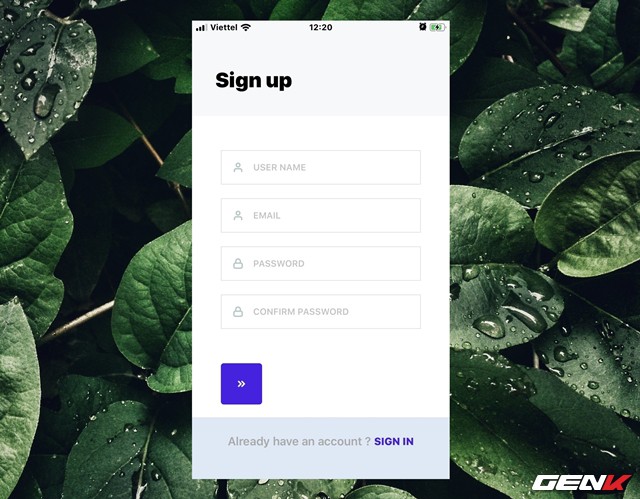 Viettel
12:20
Sign up
USER NAME
EMAIL
PASSWORD
CONFIRM PASSWORD
»
Already have an account ? SIGN IN
GENK